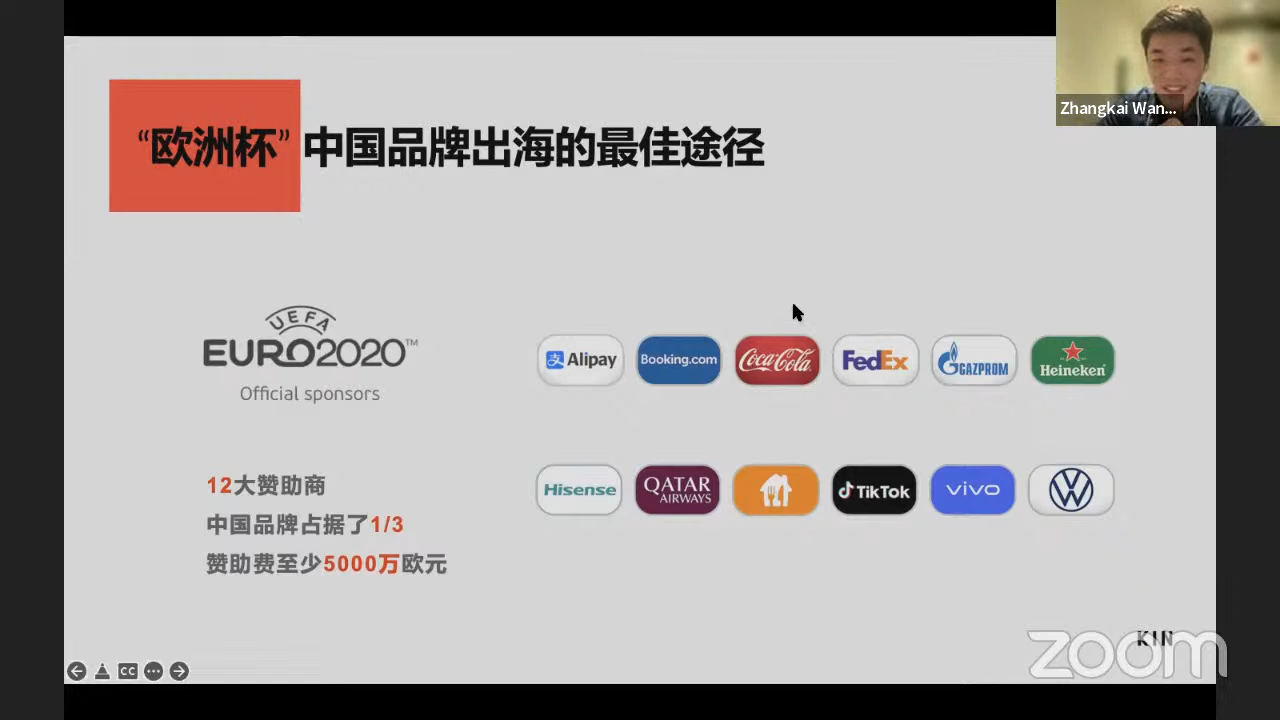 Zhangkai Wan...
“欧洲杯” 中国品牌出海的最佳途径
UEFA
EURO2020™
Official sponsors
Alipay
Booking.com
Coca-Cola
FedEx
GAZPROM
Heineken
Hisense
QATAR
AIRWAYS
TikTok
vivo
12大赞助商
中国品牌占据了1/3
赞助费至少5000万欧元
KIN
zoom
CC